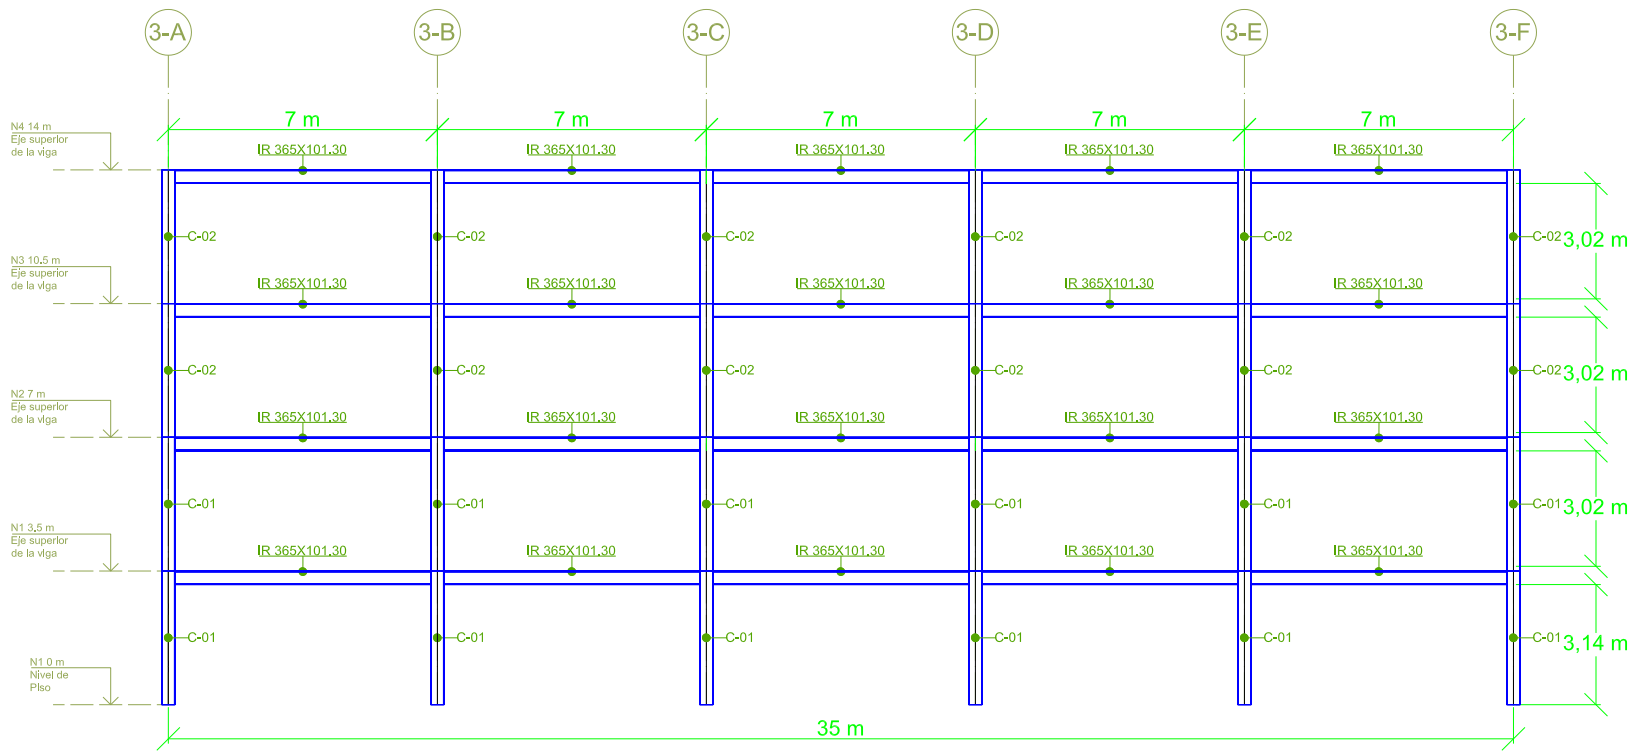 3-A 3-B 3-C 3-D 3-E 3-F
7 m 7 m 7 m 7 m 7 m
N4 14 m
Eje superior
de la viga
IR 365X101.30 IR 365X101.30 IR 365X101.30 IR 365X101.30 IR 365X101.30
C-02 C-02 C-02 C-02 C-02 C-02 3,02 m
N3 10.5 m
Eje superior
de la viga
IR 365X101.30 IR 365X101.30 IR 365X101.30 IR 365X101.30 IR 365X101.30
C-02 C-02 C-02 C-02 C-02 C-02 3,02 m
N2 7 m
Eje superior
de la viga
IR 365X101.30 IR 365X101.30 IR 365X101.30 IR 365X101.30 IR 365X101.30
C-01 C-01 C-01 C-01 C-01 C-01 3,02 m
N1 3,5 m
Eje superior
de la viga
IR 365X101.30 IR 365X101.30 IR 365X101.30 IR 365X101.30 IR 365X101.30
C-01 C-01 C-01 C-01 C-01 C-01 3,14 m
N1 0 m
Nivel de
Piso
35 m